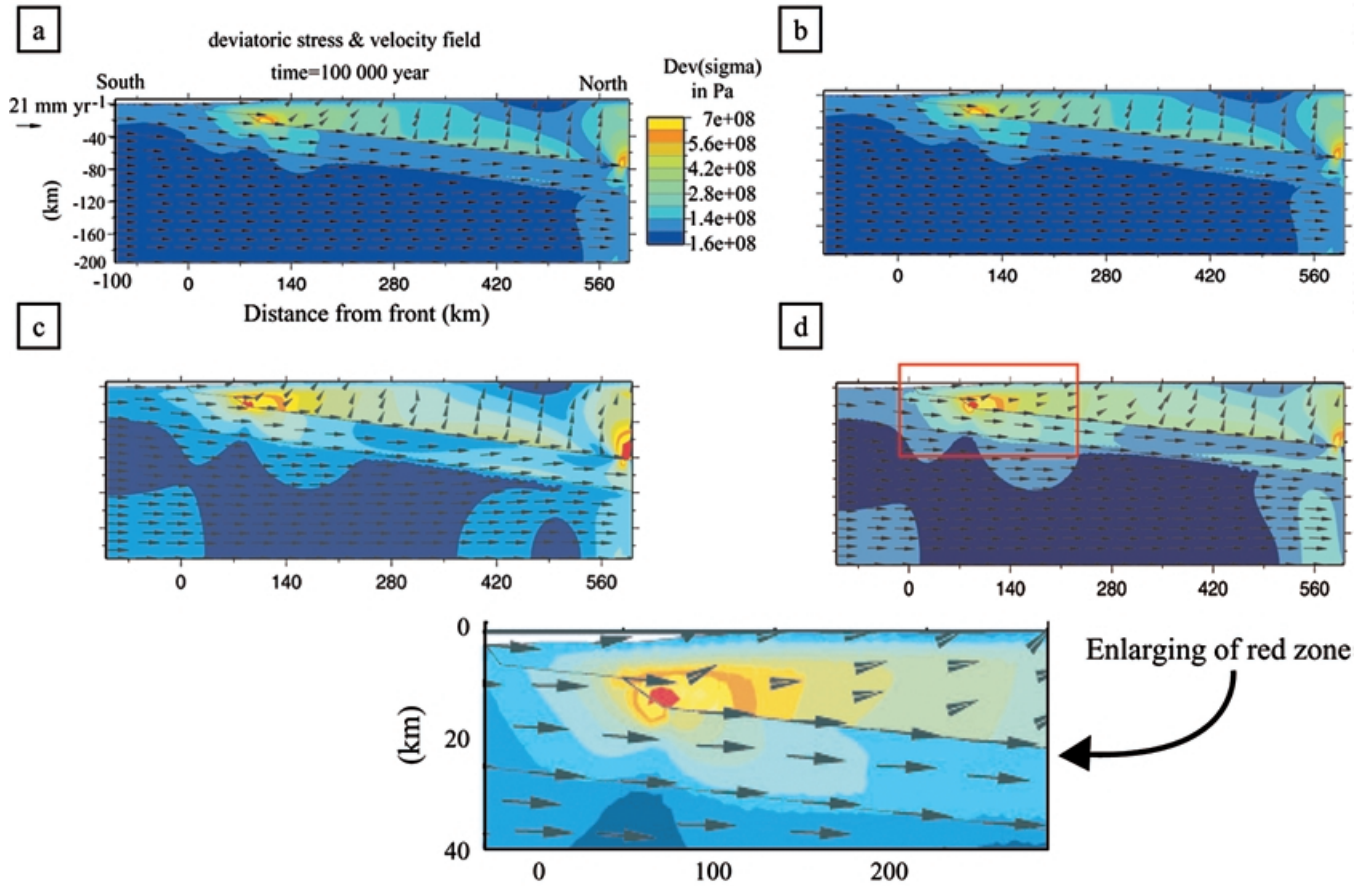 a
deviatoric stress & velocity field
time=100 000 year
South
North
21 mm yr-1
Dev(sigma)
in Pa
7e+08
5.6e+08
4.2e+08
2.8e+08
1.4e+08
1.6e+08
-40
-80
-120
-160
-200
(km)
-100 0 140 280 420 560
Distance from front (km)
b
0 140 280 420 560
c
0 140 280 420 560
d
0 140 280 420 560
Enlarging of red zone
0
20
40
(km)
0 100 200